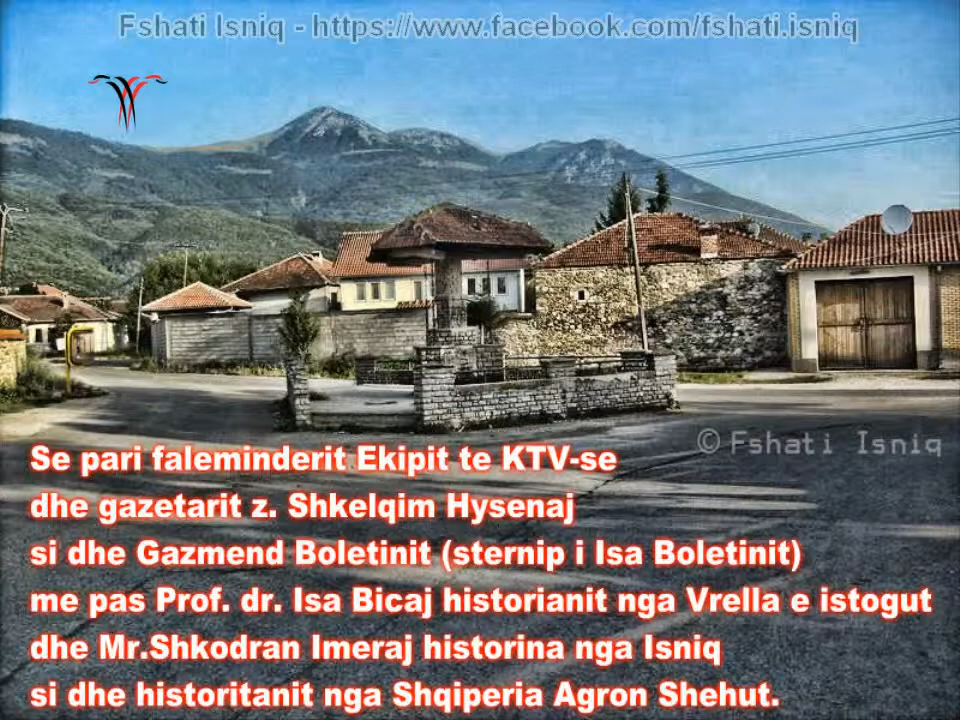 Fshati Isniq - https://www.facebook.com/fshati.isniq
© Fshati Isniq
Se pari faleminderit Ekipit te KTV-se
dhe gazetarit z. Shkelqim Hysenaj
si dhe Gazmend Boletinit (sternip i Isa Boletinit)
me pas Prof. dr. Isa Bicaj historianit nga Vrella e istogut
dhe Mr.Shkodran Imeraj historina nga Isniq
si dhe historitanit nga Shqiperia Agron Shehut.